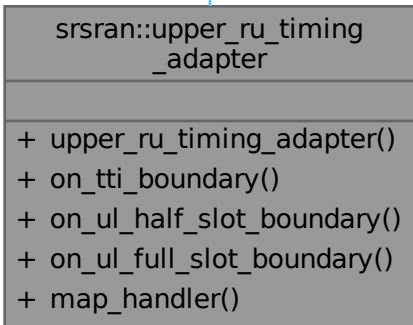 srsran::upper_ru_timing
_adapter
+ upper_ru_timing_adapter()
+ on_tti_boundary()
+ on_ul_half_slot_boundary()
+ on_ul_full_slot_boundary()
+ map_handler()